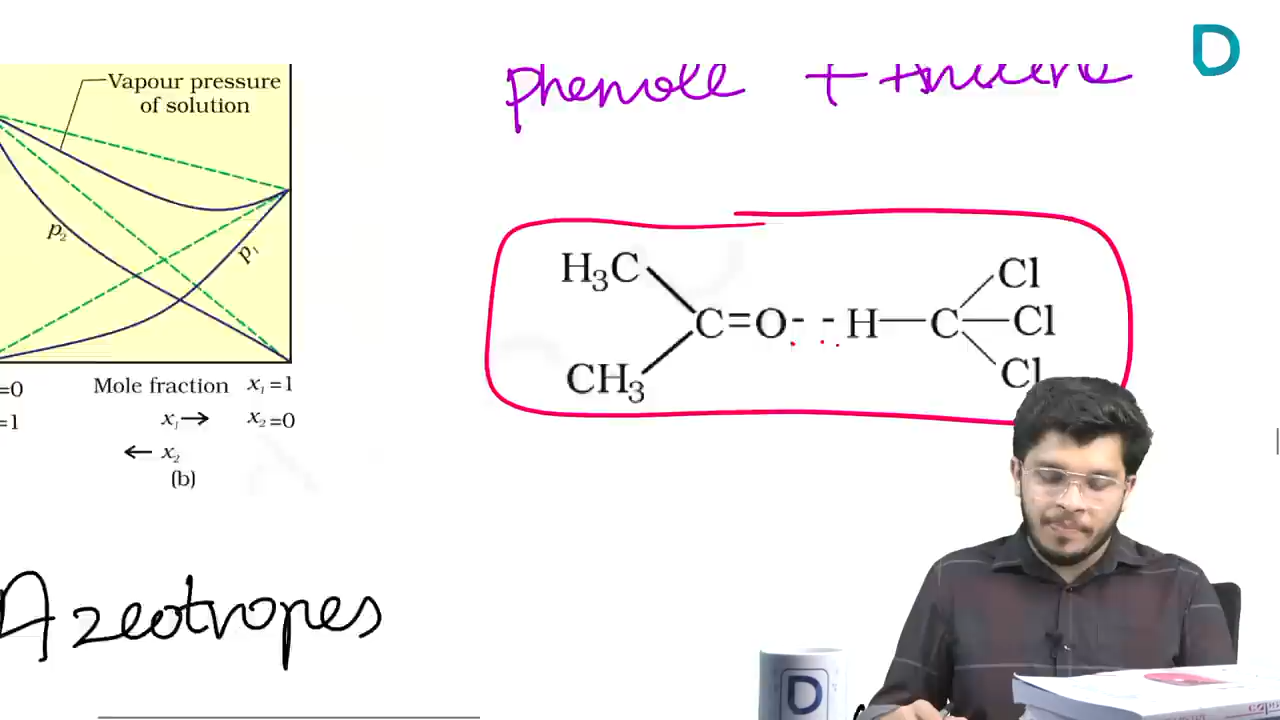 D
Phenole +
Vapour pressure
of solution
p2
p1
H3C
C=O- - -H—C
Cl
Cl
CH3
Cl
=0 Mole fraction x1=1
=1 x1→ x2=0
← x2
(b)
Azeotropes
D